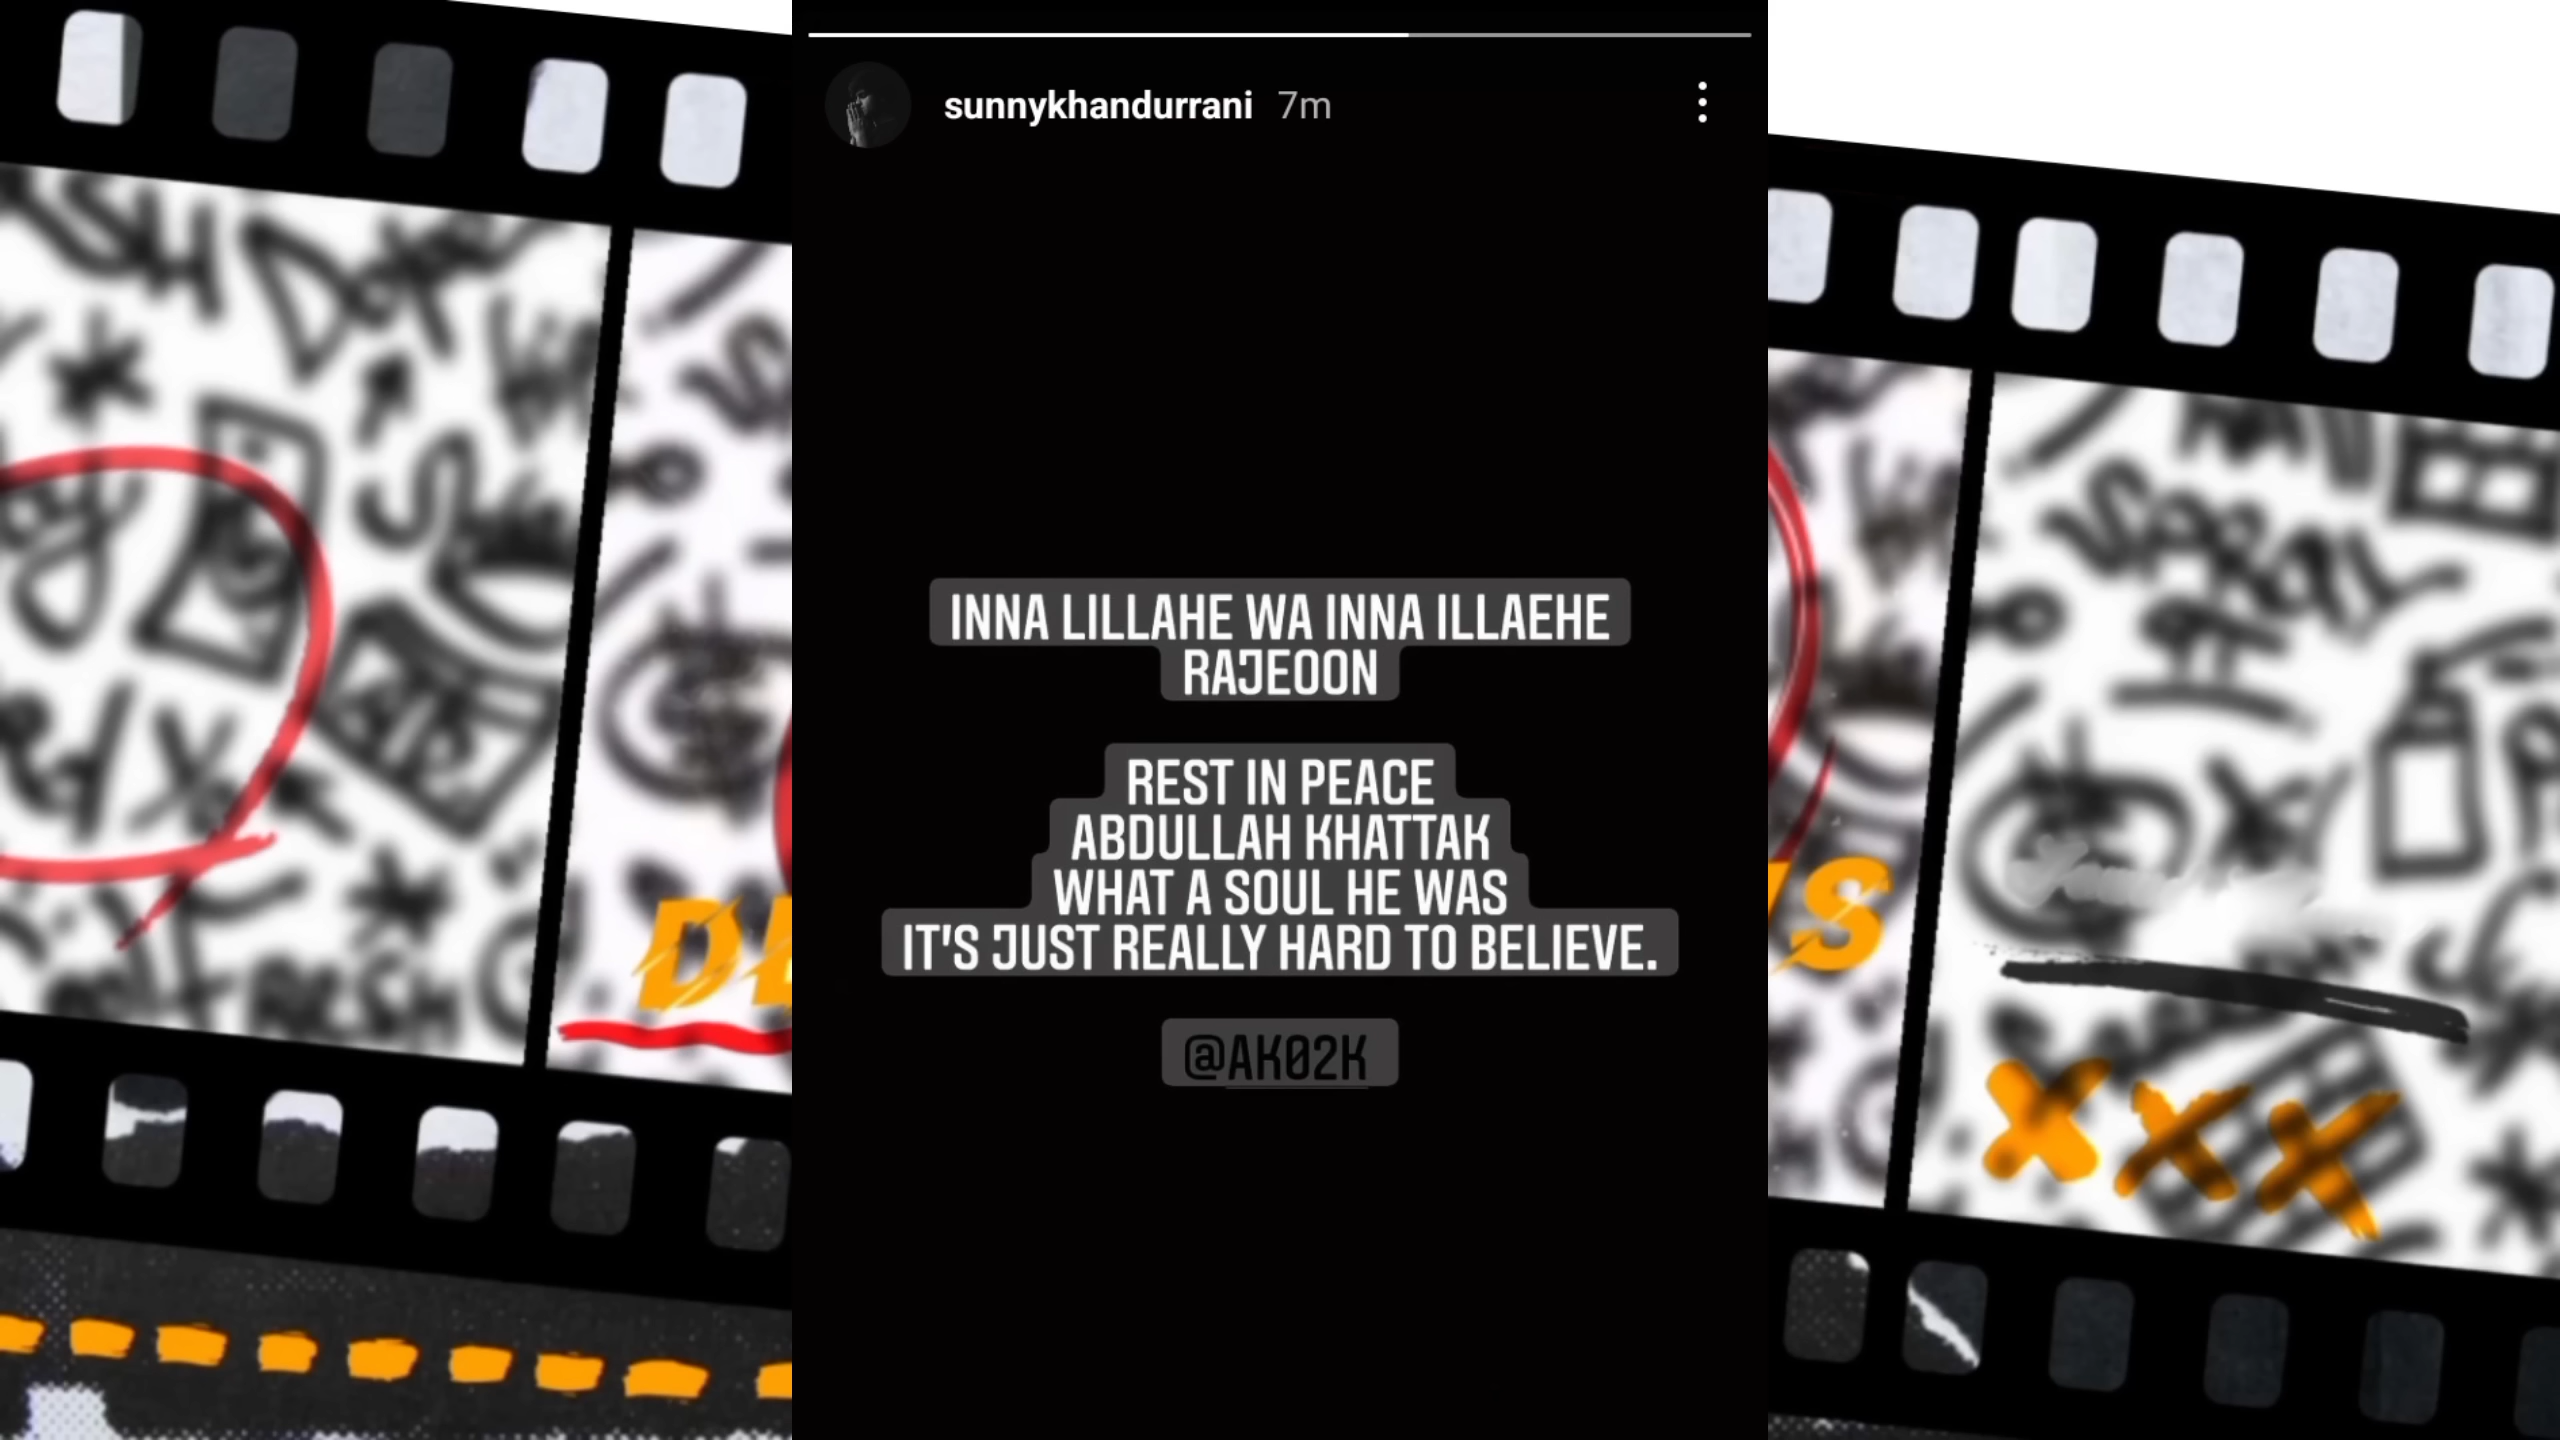 sunnykhandurrani 7m
INNA LILLAHE WA INNA ILLAEHE
RAJEOON
REST IN PEACE
ABDULLAH KHATTAK
WHAT A SOUL HE WAS
IT'S JUST REALLY HARD TO BELIEVE.
@AK02K
XXX